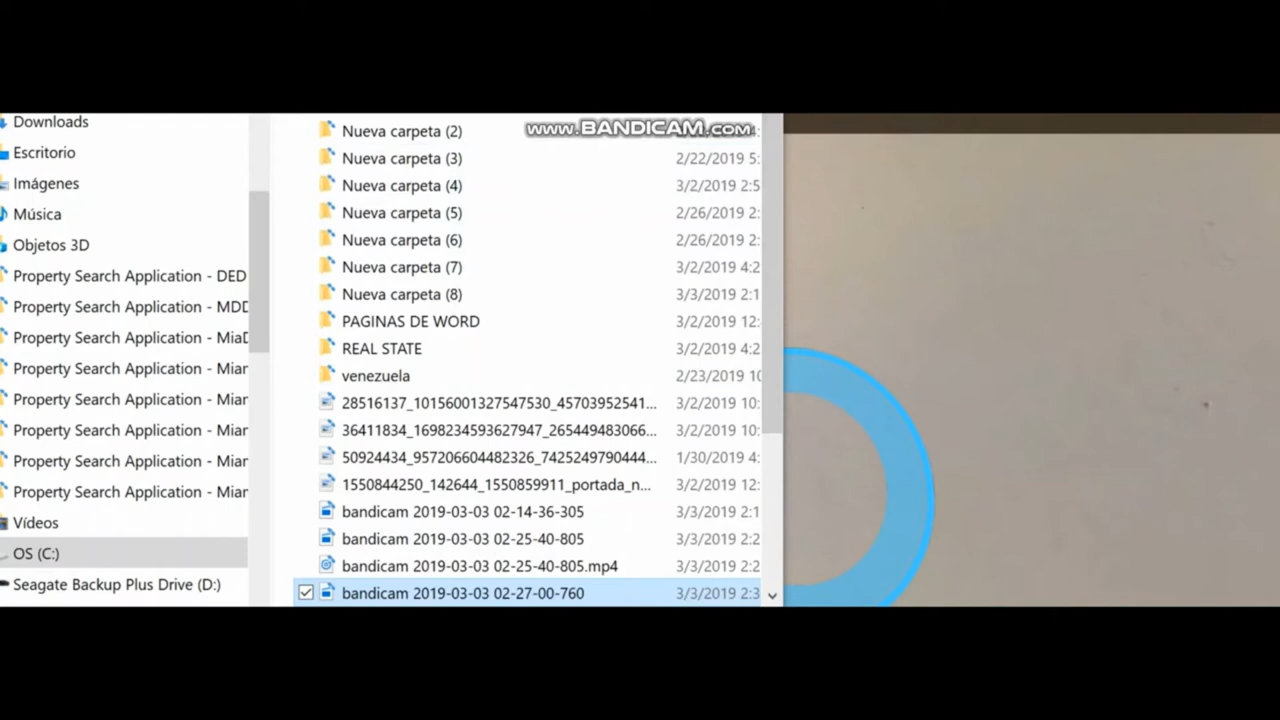 www.BANDICAM.com
Downloads
Escritorio
Imágenes
Música
Objetos 3D
Property Search Application - DED
Property Search Application - MDD
Property Search Application - MiaD
Property Search Application - Miar
Property Search Application - Miar
Property Search Application - Miar
Property Search Application - Miar
Property Search Application - Miar
Vídeos
OS (C:)
Seagate Backup Plus Drive (D:)
Nueva carpeta (2)
Nueva carpeta (3) 2/22/2019 5:
Nueva carpeta (4) 3/2/2019 2:5
Nueva carpeta (5) 2/26/2019 2:
Nueva carpeta (6) 2/26/2019 2:
Nueva carpeta (7) 3/2/2019 4:2
Nueva carpeta (8) 3/3/2019 2:1
PAGINAS DE WORD 3/2/2019 12:
REAL STATE 3/2/2019 4:2
venezuela 2/23/2019 10
28516137_10156001327547530_45703952541... 3/2/2019 10:
36411834_1698234593627947_265449483066... 3/2/2019 10:
50924434_957206604482326_7425249790444... 1/30/2019 4:
1550844250_142644_1550859911_portada_n... 3/2/2019 12:
bandicam 2019-03-03 02-14-36-305 3/3/2019 2:1
bandicam 2019-03-03 02-25-40-805 3/3/2019 2:2
bandicam 2019-03-03 02-25-40-805.mp4 3/3/2019 2:2
bandicam 2019-03-03 02-27-00-760 3/3/2019 2:3